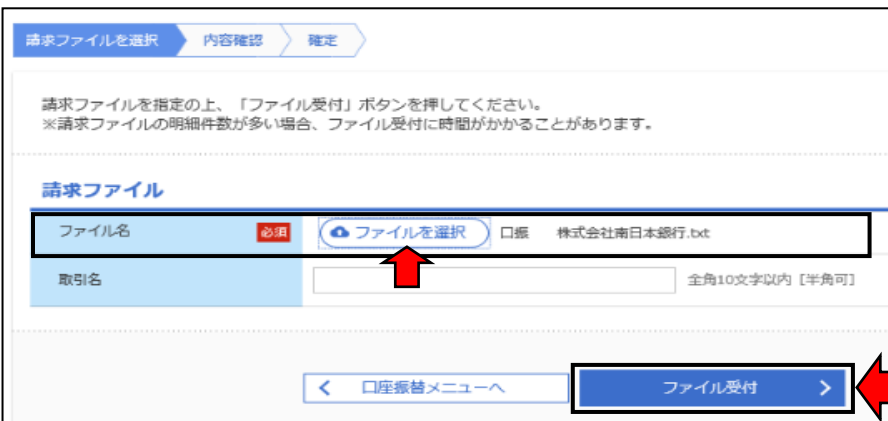 請求ファイルを選択 内容確認 確定
請求ファイルを指定の上、「ファイル受付」ボタンを押してください。
※請求ファイルの明細件数が多い場合、ファイル受付に時間がかかることがあります。
請求ファイル
ファイル名 必須 ファイルを選択 口振 株式会社南日本銀行.txt
取引名 全角10文字以内 [半角可]
口座振替メニューへ ファイル受付